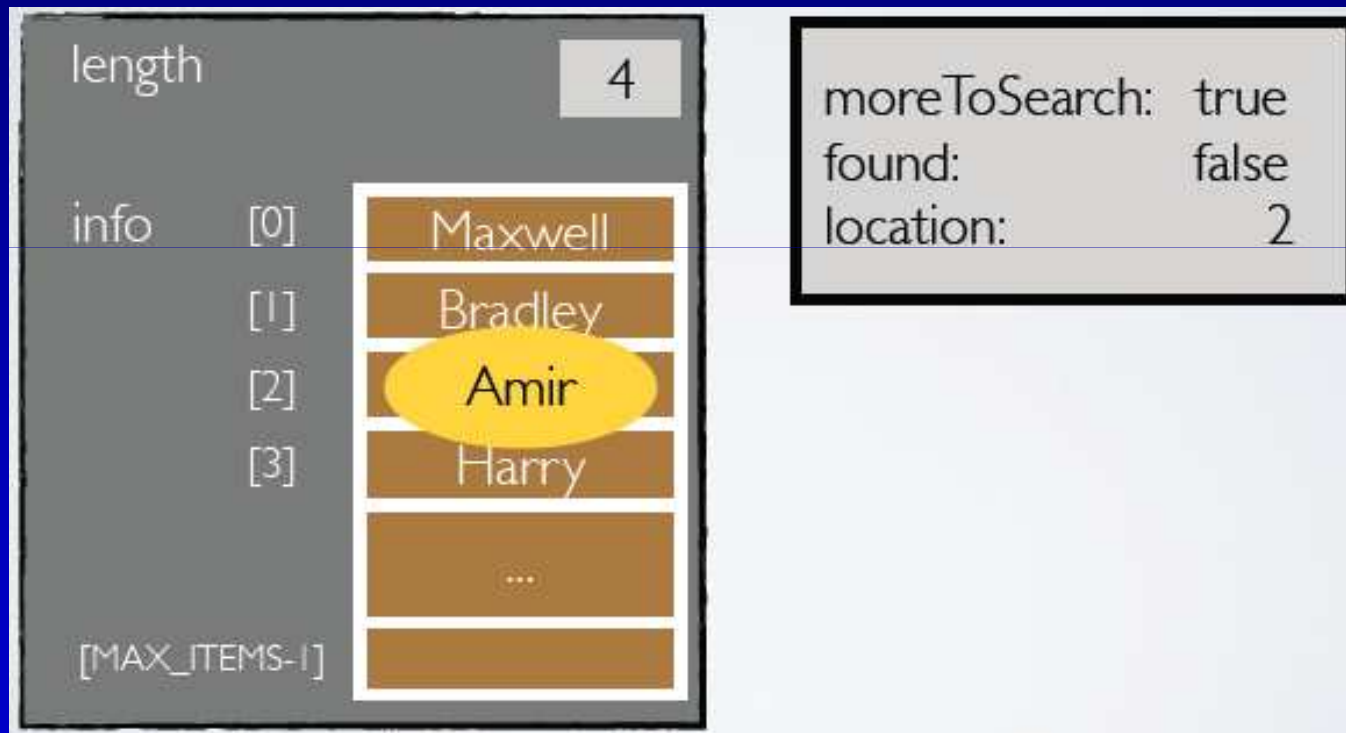 length 4
info [0] Maxwell
[1] Bradley
[2] Amir
[3] Harry
...
[MAX_ITEMS-1]
moreToSearch: true
found: false
location: 2